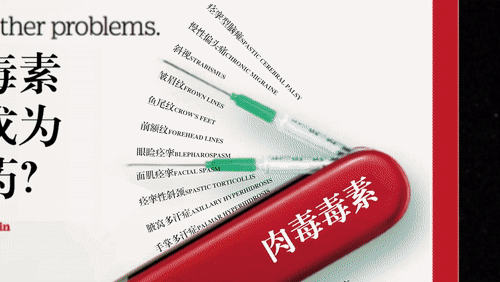 ther problems.
毒素
成为
药?
in
痉挛型脑瘫SPASTIC CEREBRAL PALSY
慢性偏头痛CHRONIC MIGRAINE
斜视STRABISMUS
皱眉纹FROWN LINES
鱼尾纹CROW'S FEET
前额纹FOREHEAD LINES
眼睑痉挛BLEPHAROSPASM
面肌痉挛FACIAL SPASM
痉挛性斜颈SPASTIC TORTICOLLIS
腋窝多汗症AXILLARY HYPERHIDROSIS
手掌多汗症PALMAR HYPERHIDROSIS
肉毒毒素